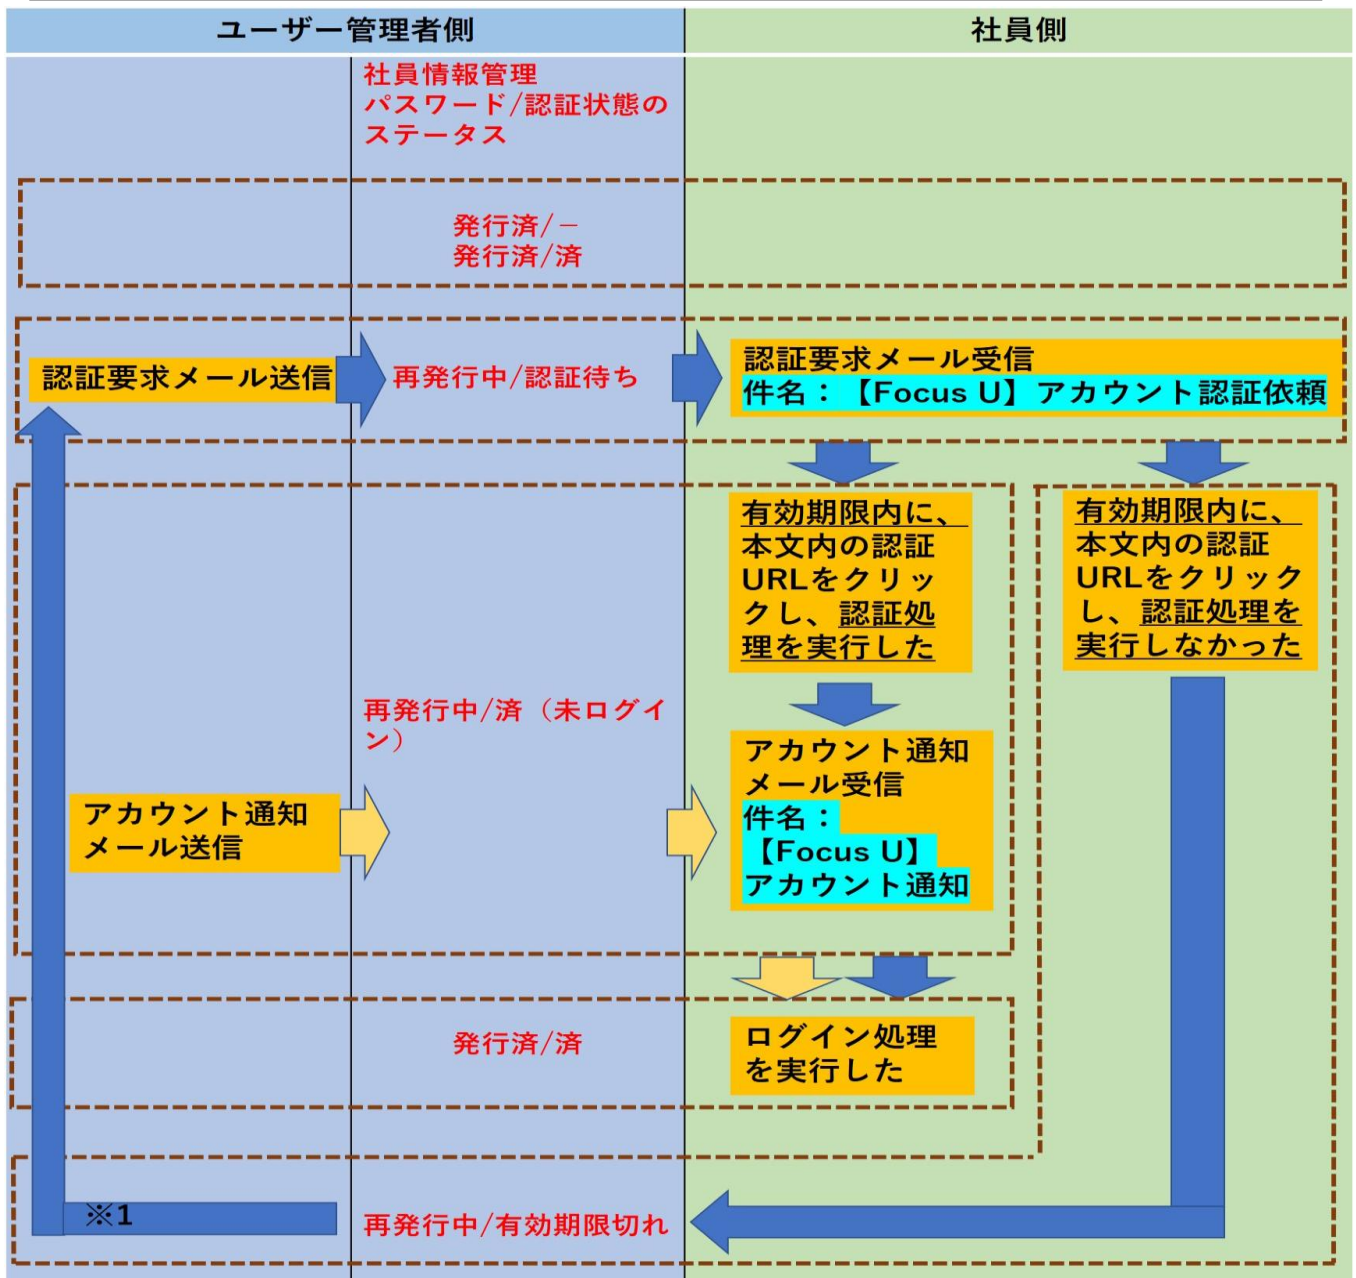 ユーザー管理者側
社員側
社員情報管理
パスワード/認証状態の
ステータス
発行済/－
発行済/済
認証要求メール送信
再発行中/認証待ち
認証要求メール受信
件名：【Focus U】アカウント認証依頼
有効期限内に、
本文内の認証
URLをクリッ
クし、認証処
理を実行した
有効期限内に、
本文内の認証
URLをクリック
し、認証処理を
実行しなかった
再発行中/済（未ログイ
ン）
アカウント通知
メール送信
アカウント通知
メール受信
件名：
【Focus U】
アカウント通知
発行済/済
ログイン処理
を実行した
※1
再発行中/有効期限切れ